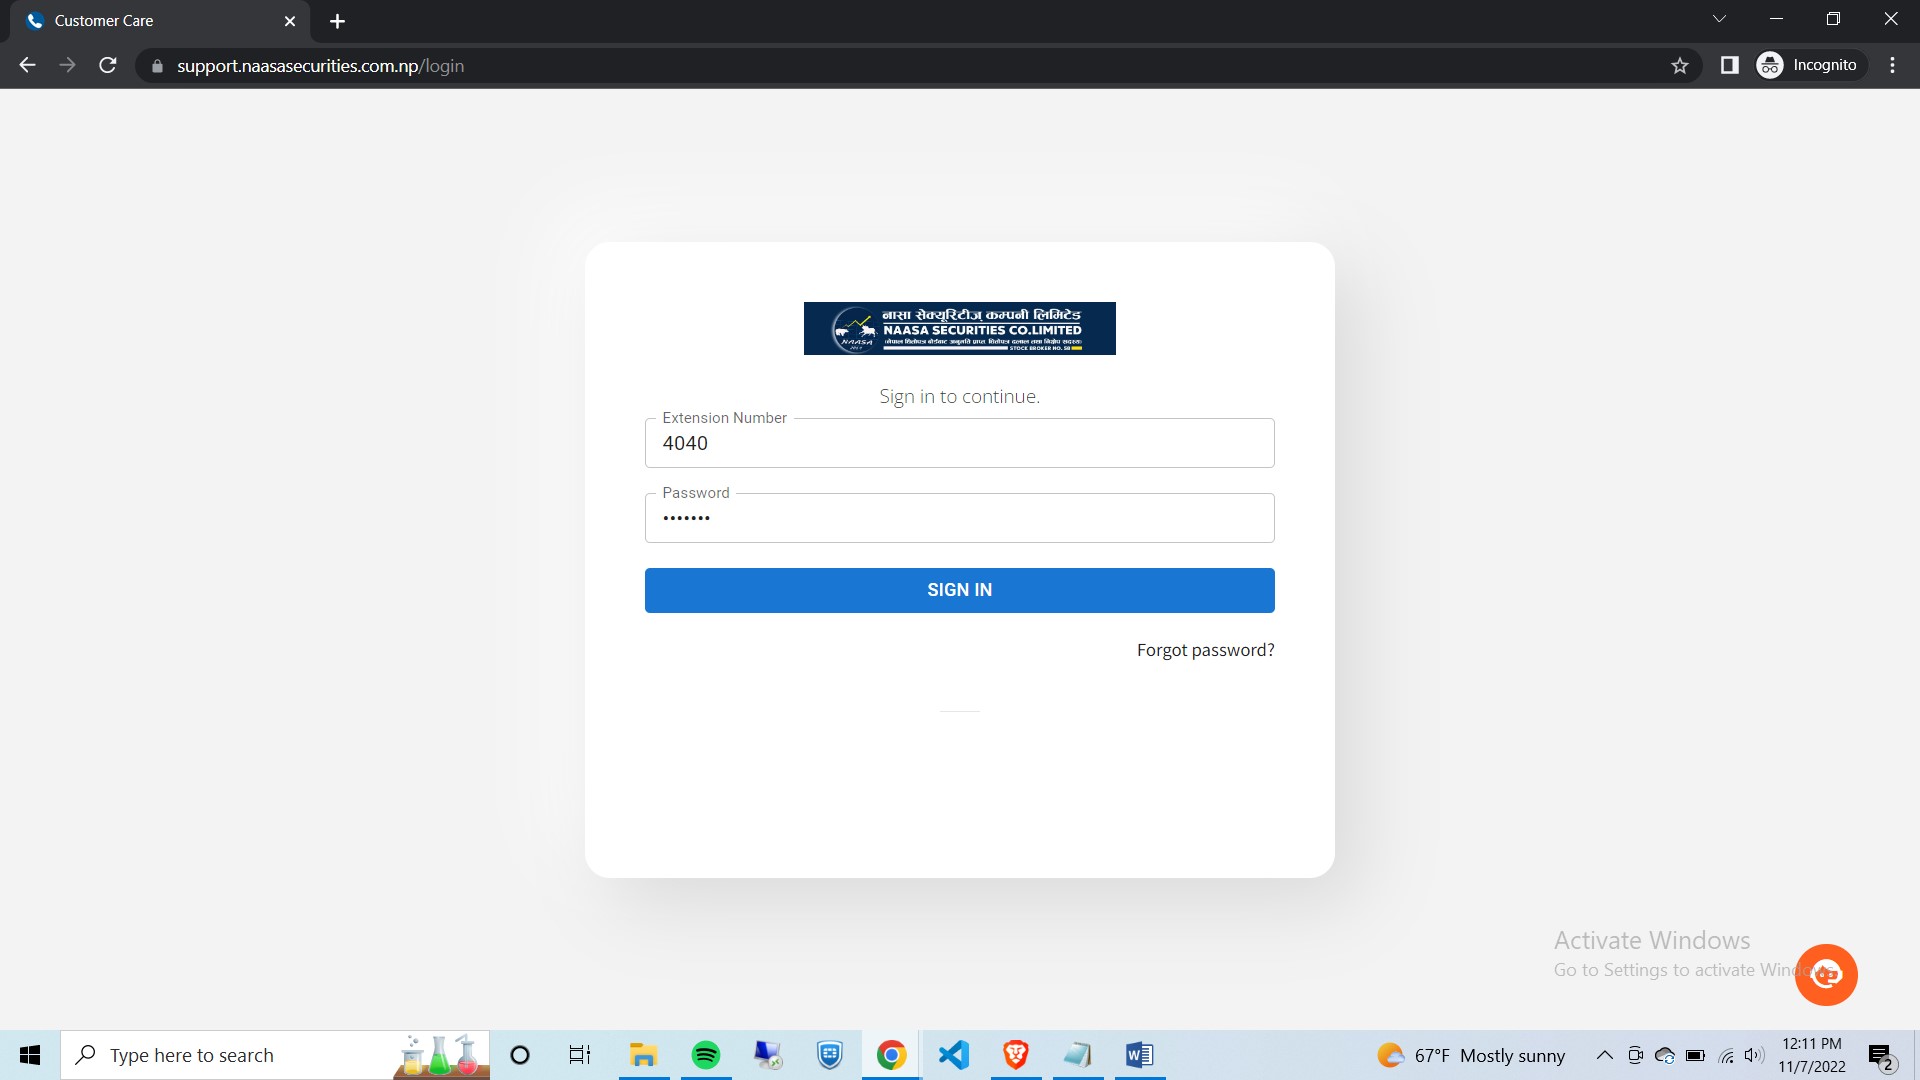 Customer Care
support.naasasecurities.com.np/login
Incognito
नासा सेक्यूरिटीज् कम्पनी लिमिटेड
NAASA SECURITIES CO.LIMITED
NAASA
STOCK BROKER NO. 58
Sign in to continue.
Extension Number
4040
Password
•••••••
SIGN IN
Forgot password?
Activate Windows
Go to Settings to activate Windows.
Type here to search
67°F Mostly sunny
12:11 PM
11/7/2022
2